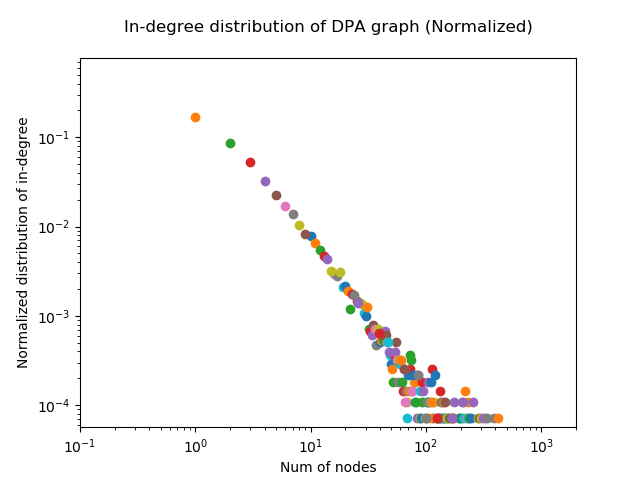 In-degree distribution of DPA graph (Normalized)
Normalized distribution of in-degree
10⁻¹
10⁻²
10⁻³
10⁻⁴
10⁻¹ 10⁰ 10¹ 10² 10³
Num of nodes